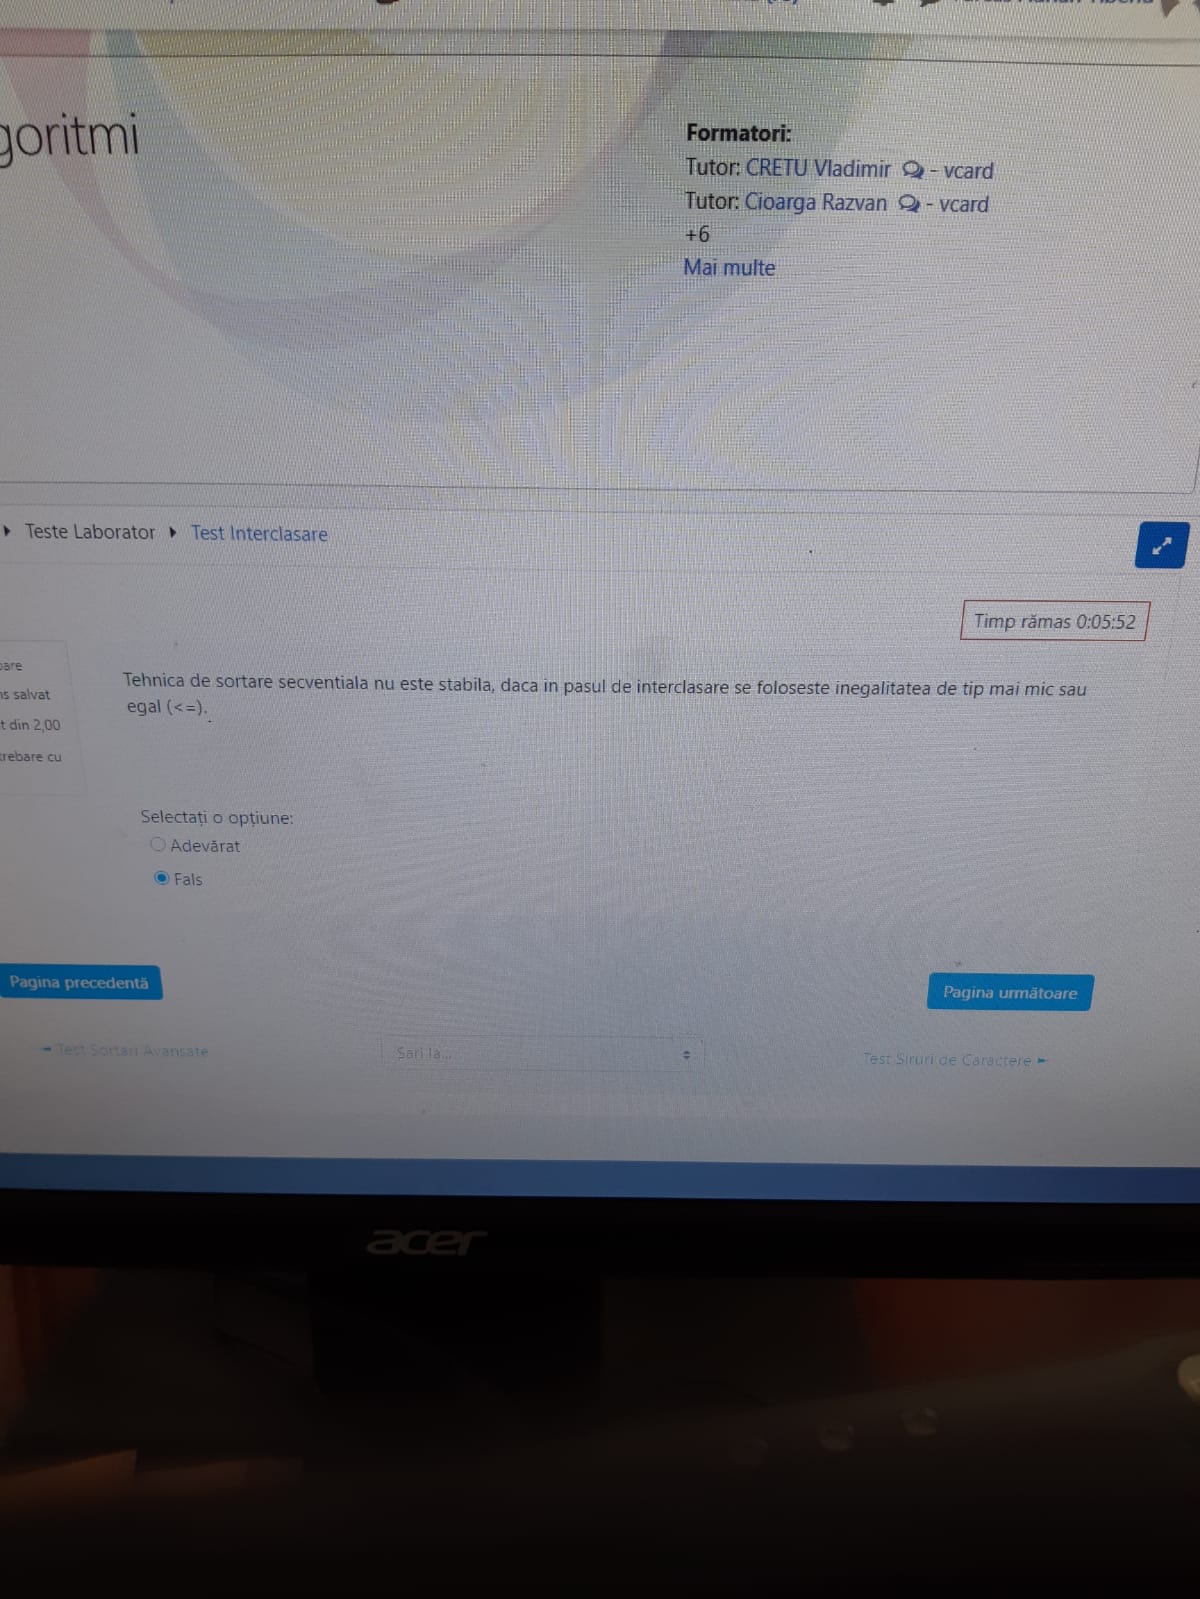 goritmi
Formatori:
Tutor: CRETU Vladimir - vcard
Tutor: Cioarga Razvan - vcard
+6
Mai multe
Teste Laborator Test Interclasare
Timp rămas 0:05:52
salvat
t din 2,00
cu
Tehnica de sortare secventiala nu este stabila, daca in pasul de interclasare se foloseste inegalitatea de tip mai mic sau
egal (<=).
Selectați o opțiune:
Adevărat
Fals
Pagina precedentă
Pagina următoare
Test Sortari Avansate
Sari la...
Test Siruri de Caractere
acer